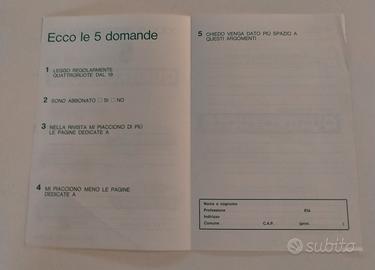 Ecco le 5 domande
1 LEGGO REGOLARMENTE
QUATTRORUOTE DAL 19
2 SONO ABBONATO □ SI □ NO
3 NELLA RIVISTA MI PIACCIONO DI PIÙ
LE PAGINE DEDICATE A
4 MI PIACCIONO MENO LE PAGINE
DEDICATE A
5 CHIEDO VENGA DATO PIÙ SPAZIO A
QUESTI ARGOMENTI
Nome e cognome
Professione Età
Indirizzo
Comune C.A.P. (prov. )
subito